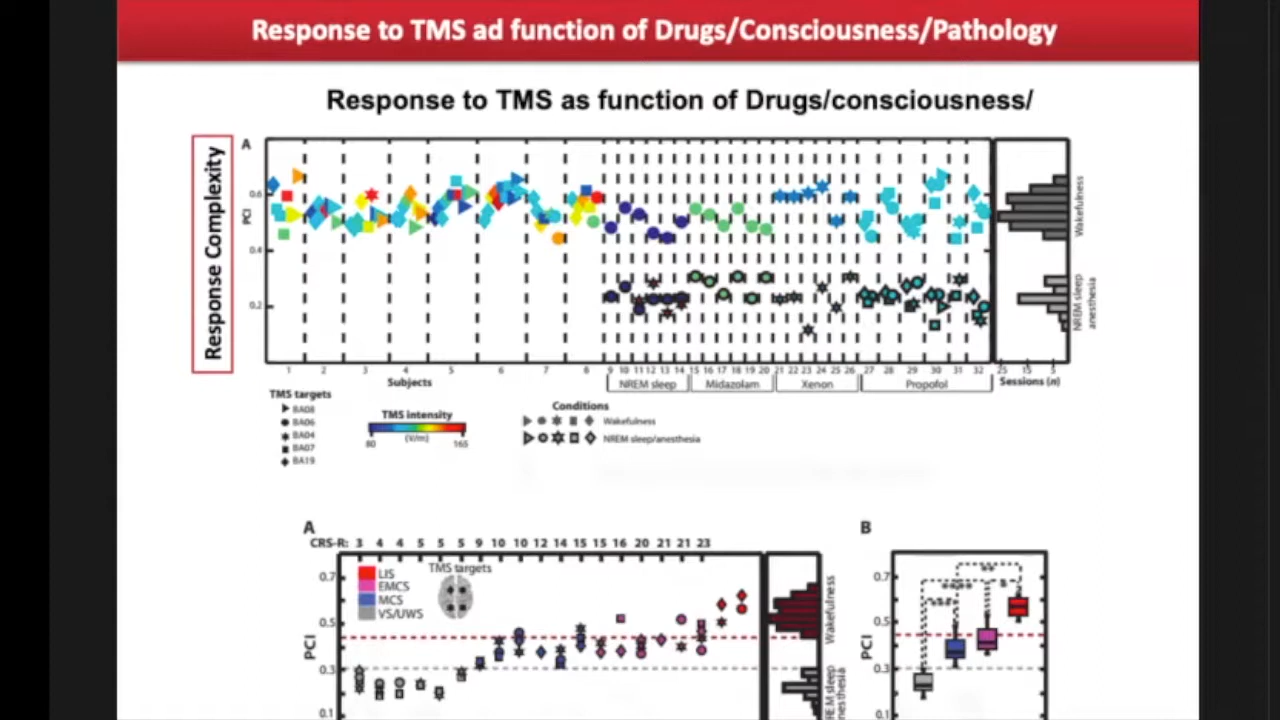 Response to TMS ad function of Drugs/Consciousness/Pathology
Response to TMS as function of Drugs/consciousness/
Response Complexity
A
PCI
0.6
0.4
0.2
1 2 3 4 5 6 7 8 9 10 11 12 13 14 15 16 17 18 19 20 21 22 23 24 25 26 27 28 29 30 31 32
Subjects
NREM sleep Midazolam Xenon Propofol
25 15 5
Sessions (n)
Wakefulness
NREM sleep
anesthesia
TMS targets
BA08
BA06
BA04
BA07
BA19
TMS intensity
(V/m)
80 165
Conditions
Wakefulness
NREM sleep/anesthesia
A
CRS-R: 3 4 4 5 5 5 9 10 10 12 14 15 15 16 20 21 21 23
LIS
EMCS
MCS
VS/UWS
TMS targets
PCI
0.7
0.5
0.3
0.1
Wakefulness
REM sleep
nesthesia
B
PCI
0.7
0.5
0.3
0.1